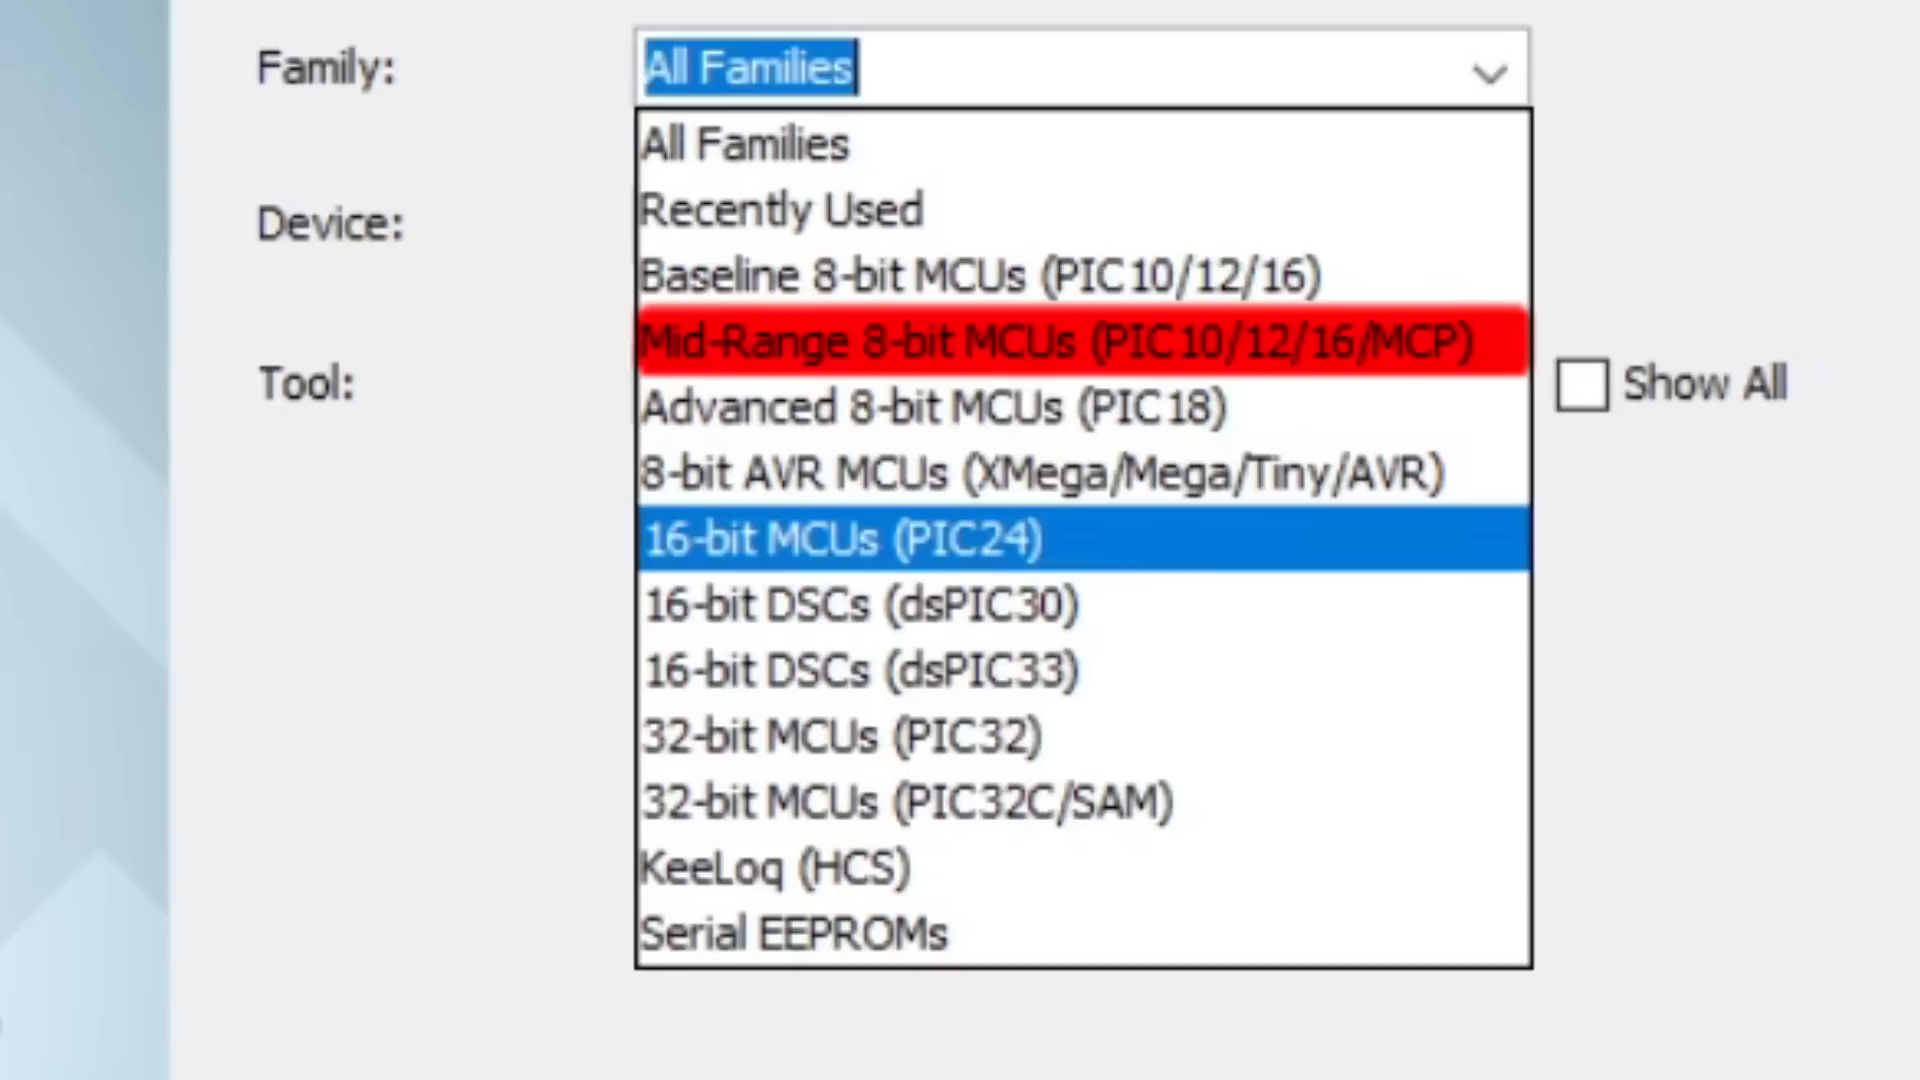 Family:
All Families
All Families
Recently Used
Baseline 8-bit MCUs (PIC10/12/16)
Mid-Range 8-bit MCUs (PIC10/12/16/MCP)
Advanced 8-bit MCUs (PIC18)
8-bit AVR MCUs (XMega/Mega/Tiny/AVR)
16-bit MCUs (PIC24)
16-bit DSCs (dsPIC30)
16-bit DSCs (dsPIC33)
32-bit MCUs (PIC32)
32-bit MCUs (PIC32C/SAM)
KeeLoq (HCS)
Serial EEPROMs
Device:
Tool:
Show All